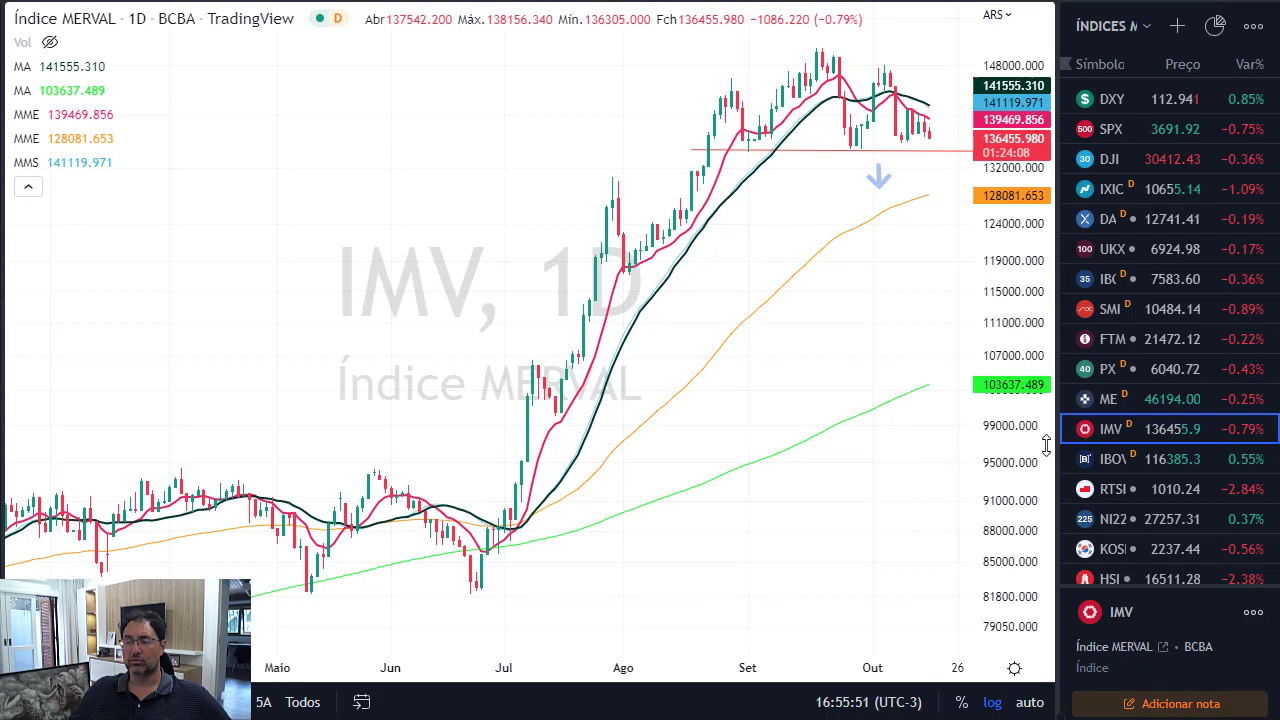 Índice MERVAL · 1D · BCBA · TradingView D Abr137542.200 Máx.138156.340 Mín.136305.000 Fch136455.980 −1086.220 (−0.79%)
ARS
Vol
MA 141555.310
MA 103637.489
MME 139469.856
MME 128081.653
MMS 141119.971
IMV, 1D
Índice MERVAL
148000.000
141555.310
141119.971
139469.856
136455.980
01:24:08
132000.000
128081.653
124000.000
119000.000
115000.000
111000.000
107000.000
103637.489
99000.000
95000.000
91000.000
88000.000
85000.000
81800.000
79050.000
Maio Jun Jul Ago Set Out 26
5A Todos 16:55:51 (UTC-3) % log auto
ÍNDICES M
Símbolo Preço Var%
$ DXY 112.941 0.85%
500 SPX 3691.92 −0.75%
30 DJI 30412.43 −0.36%
IXIC D 10655.14 −1.09%
X DA D 12741.41 −0.19%
100 UKX 6924.98 −0.17%
35 IBC D 7583.60 −0.36%
SMI D 10484.14 −0.89%
FTM 21472.12 −0.22%
40 PX D 6040.72 −0.43%
ME D 46194.00 −0.25%
IMV D 136455.9 −0.79%
B IBOV D 116385.3 0.55%
RTSI 1010.24 −2.84%
225 NI22 27257.31 0.37%
KOS 2237.44 −0.56%
HSI 16511.28 −2.38%
IMV
Índice MERVAL · BCBA
Índice
Adicionar nota